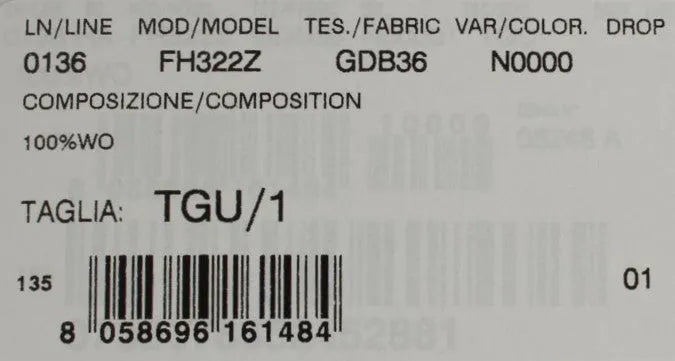 LN/LINE MOD/MODEL TES./FABRIC VAR/COLOR. DROP
0136 FH322Z GDB36 N0000
COMPOSIZIONE/COMPOSITION
100%WO
TAGLIA: TGU/1
135 01
8 058696 161484